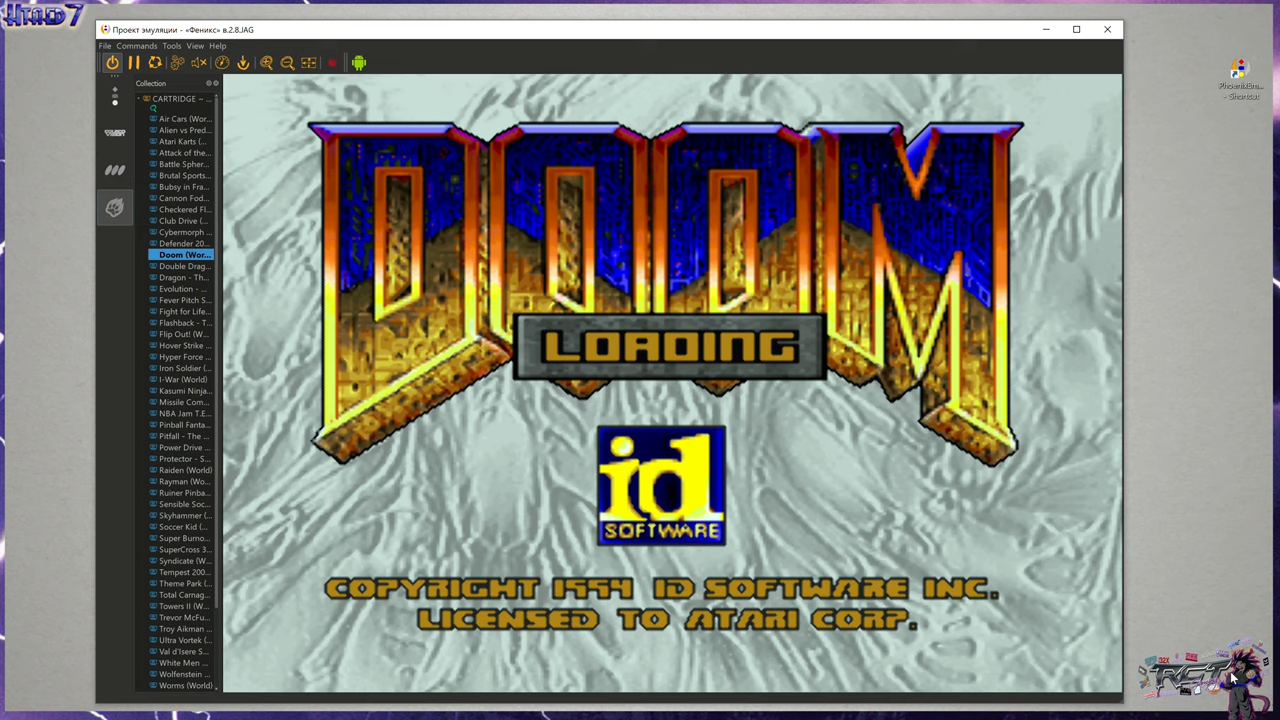 Htaed 7
Проект эмуляции - «Феникс» в.2.8.JAG
File Commands Tools View Help
Collection
CARTRIDGE – ...
Air Cars (Wor...
Alien vs Pred...
Atari Karts (...
Attack of the...
Battle Spher...
Brutal Sports...
Bubsy in Fra...
Cannon Fod...
Checkered Fl...
Club Drive (...
Cybermorph ...
Defender 20...
Doom (Wor...
Double Drag...
Dragon - Th...
Evolution - ...
Fever Pitch S...
Fight for Life...
Flashback - T...
Flip Out! (W...
Hover Strike ...
Hyper Force ...
Iron Soldier (...
I-War (World)
Kasumi Ninja...
Missile Com...
NBA Jam T.E...
Pinball Fanta...
Pitfall - The ...
Power Drive ...
Protector - S...
Raiden (World)
Rayman (Wo...
Ruiner Pinba...
Sensible Soc...
Skyhammer (...
Soccer Kid (...
Super Burno...
SuperCross 3...
Syndicate (W...
Tempest 200...
Theme Park (...
Total Carnag...
Towers II (W...
Trevor McFu...
Troy Aikman ...
Ultra Vortek (...
Val d'Isere S...
White Men ...
Wolfenstein ...
Worms (World)
DOOM
LOADING
id
SOFTWARE
COPYRIGHT 1994 ID SOFTWARE INC.
LICENSED TO ATARI CORP.
PhoenixEm...
- Shortcut
RGT